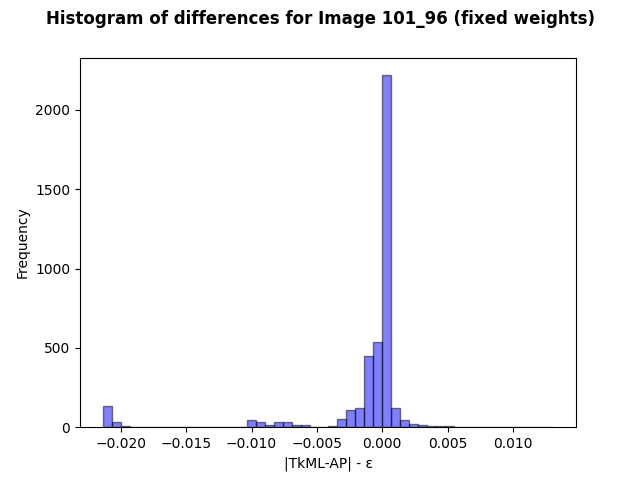 Histogram of differences for Image 101_96 (fixed weights)
2000
1500
1000
500
0
Frequency
−0.020 −0.015 −0.010 −0.005 0.000 0.005 0.010
|TkML-AP| - ε